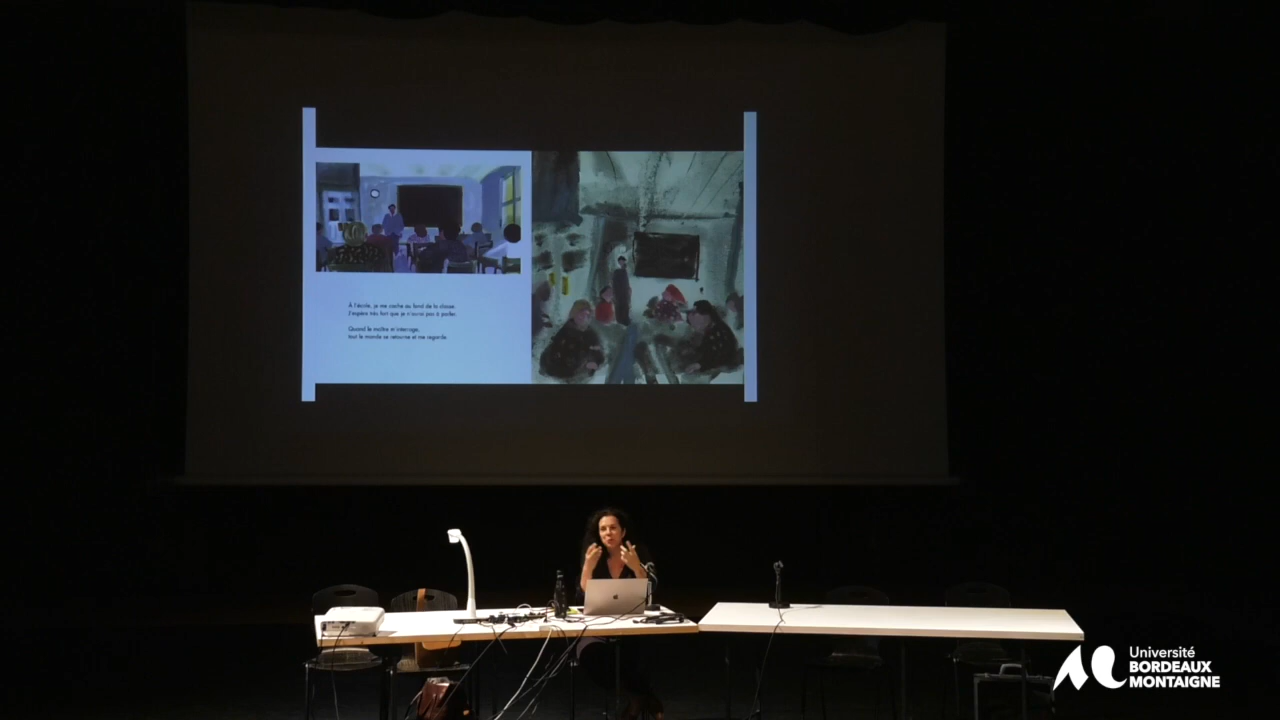 À l'école, je me cache au fond de la classe.
J'espère très fort que je n'aurai pas à parler.
Quand le maître m'interroge,
tout le monde se retourne et me regarde.
Université
BORDEAUX
MONTAIGNE